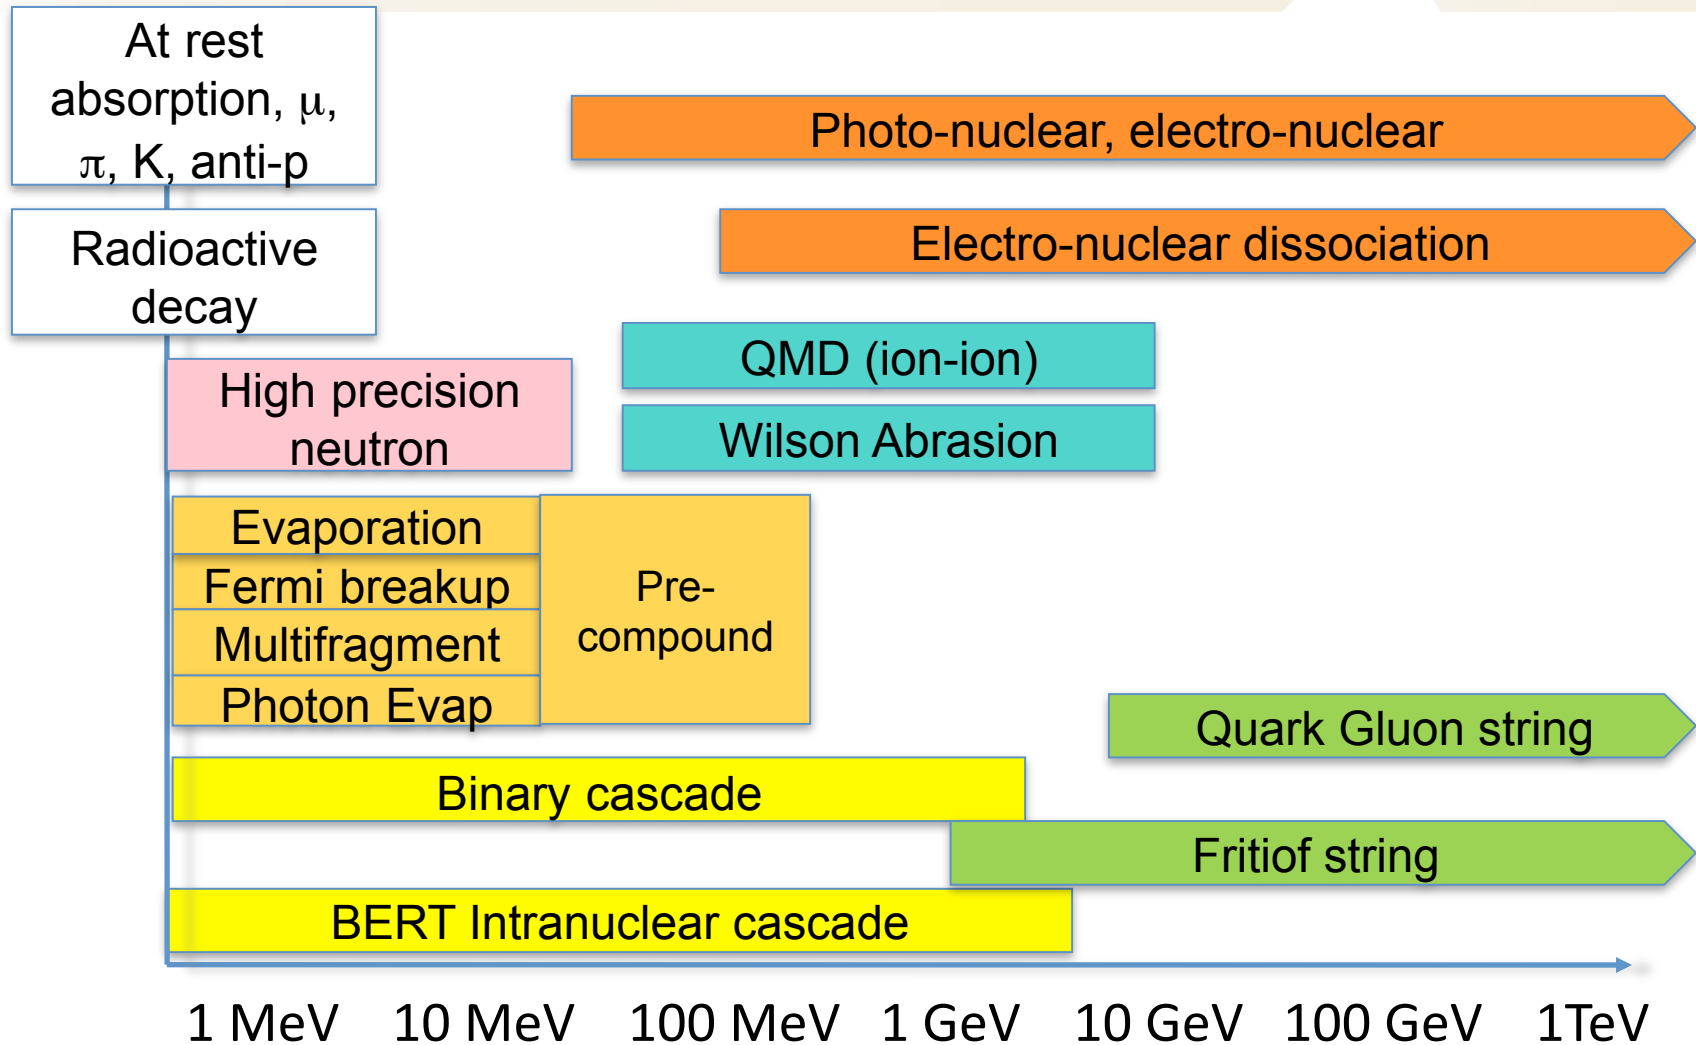 At rest
absorption, μ,
π, K, anti-p
Photo-nuclear, electro-nuclear
Radioactive
decay
Electro-nuclear dissociation
QMD (ion-ion)
High precision
neutron
Wilson Abrasion
Evaporation
Fermi breakup
Multifragment
Photon Evap
Pre-
compound
Quark Gluon string
Binary cascade
Fritiof string
BERT Intranuclear cascade
1 MeV 10 MeV 100 MeV 1 GeV 10 GeV 100 GeV 1TeV